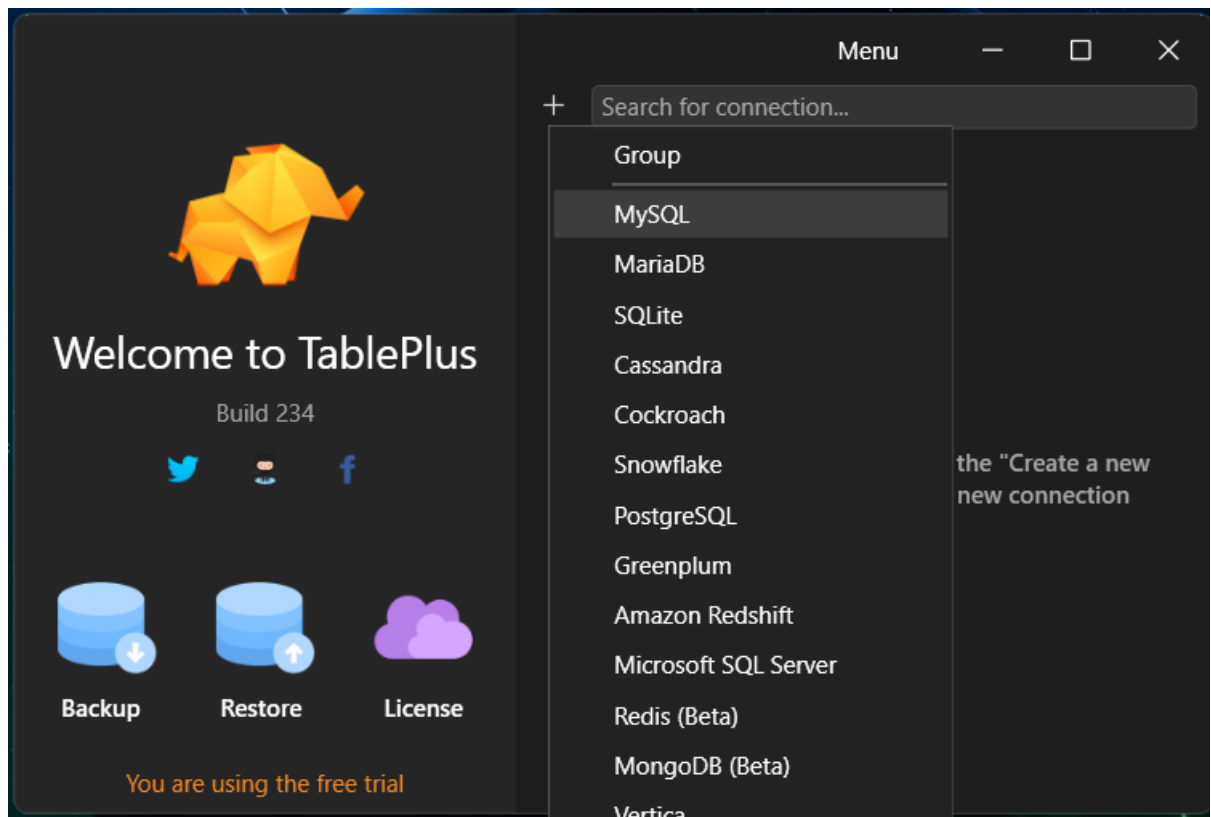 Menu
Search for connection...
Group
MySQL
MariaDB
SQLite
Cassandra
Cockroach
Snowflake
PostgreSQL
Greenplum
Amazon Redshift
Microsoft SQL Server
Redis (Beta)
MongoDB (Beta)
Vertica
the "Create a new
new connection
Welcome to TablePlus
Build 234
Backup
Restore
License
You are using the free trial